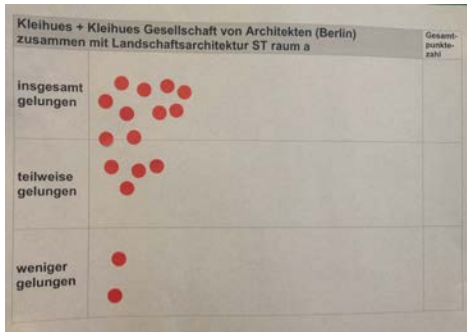 Kleihues + Kleihues Gesellschaft von Architekten (Berlin)
zusammen mit Landschaftsarchitektur ST raum a
Gesamt-
punkte-
zahl
insgesamt
gelungen
teilweise
gelungen
weniger
gelungen